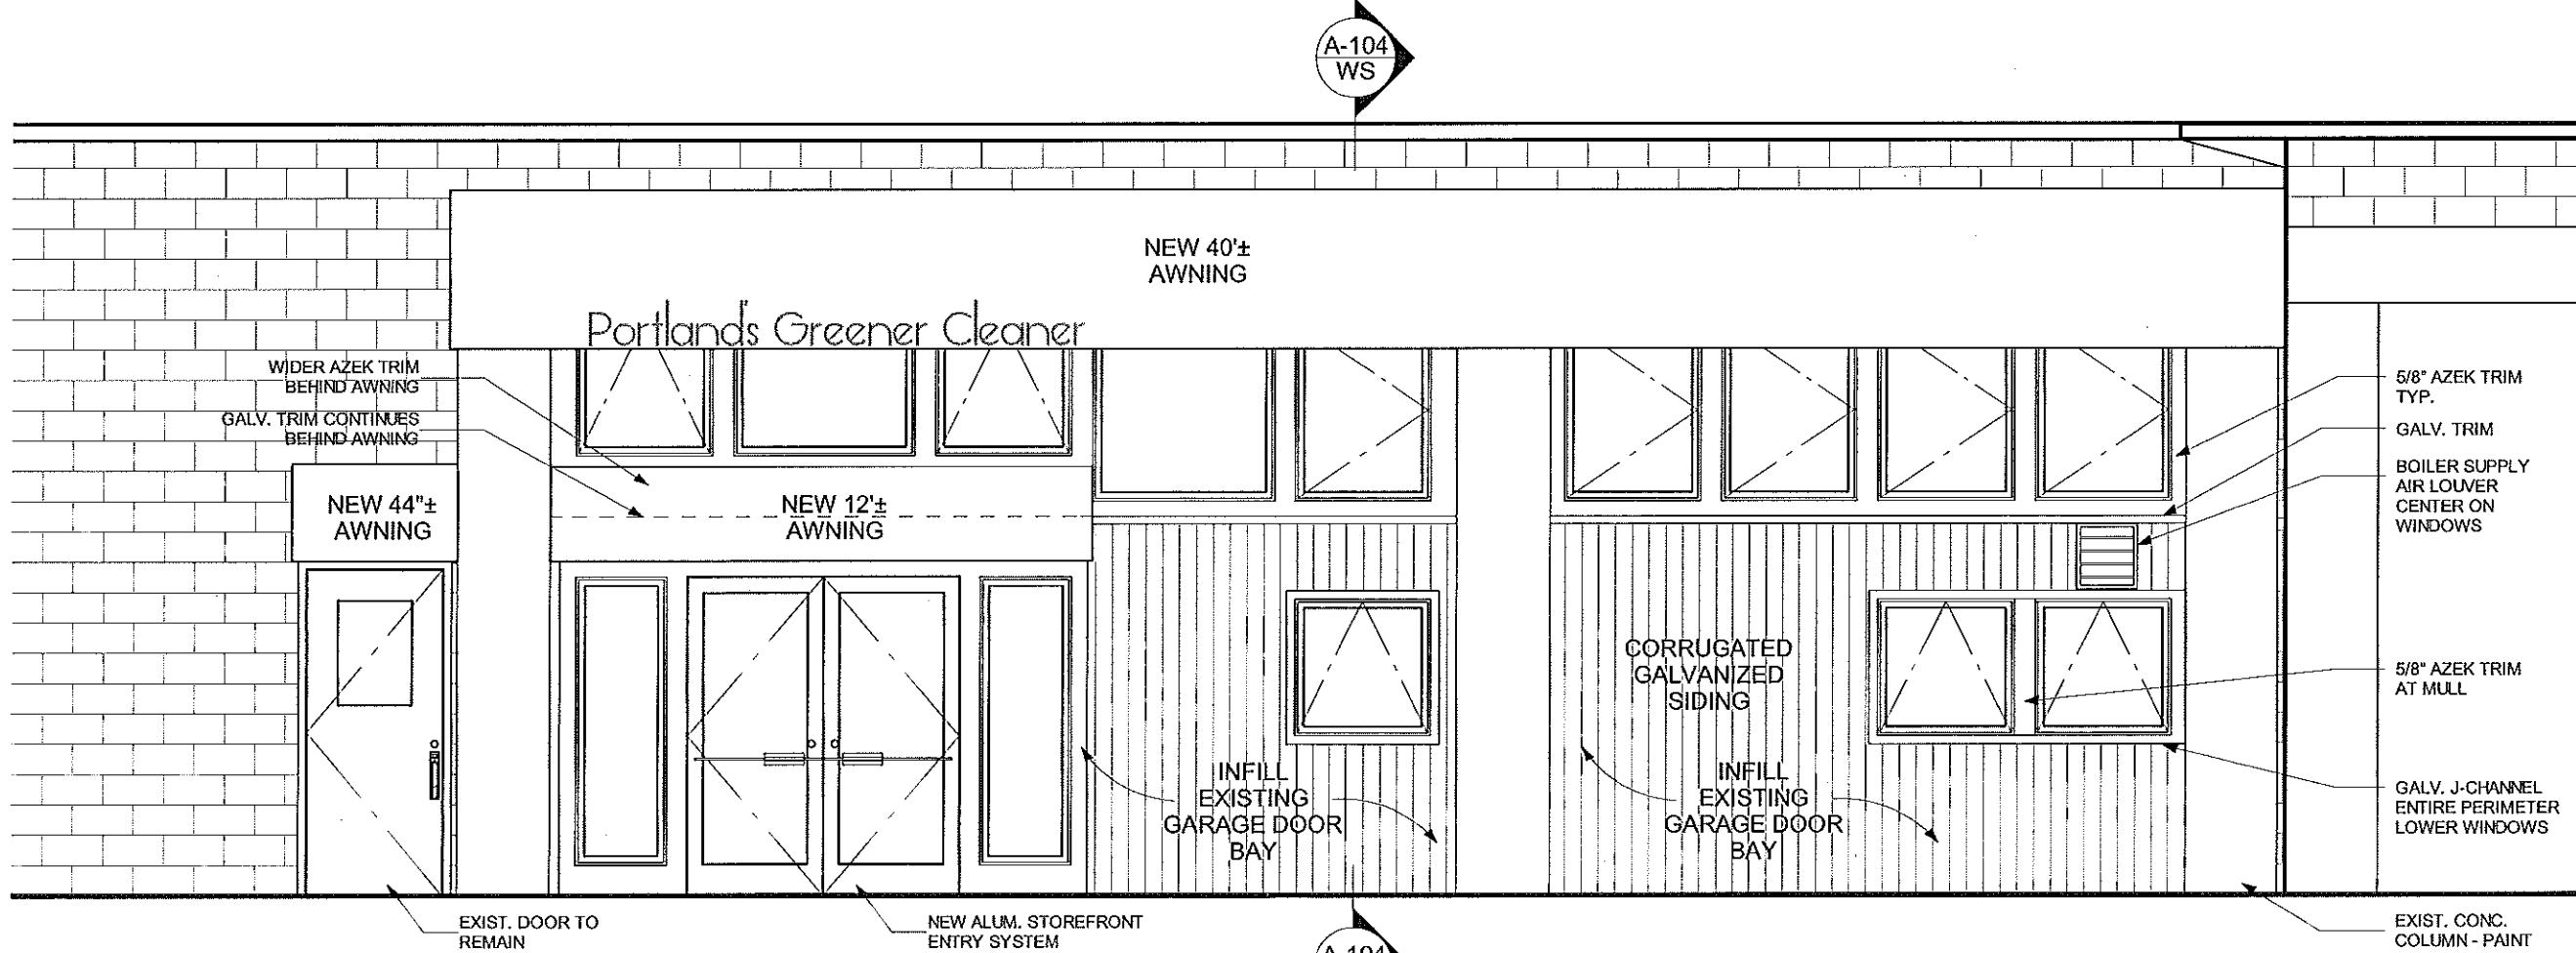 A-104
WS
NEW 40'±
AWNING
Portland's Greener Cleaner
WIDER AZEK TRIM
BEHIND AWNING
GALV. TRIM CONTINUES
BEHIND AWNING
NEW 44"±
AWNING
NEW 12'±
AWNING
5/8" AZEK TRIM
TYP.
GALV. TRIM
BOILER SUPPLY
AIR LOUVER
CENTER ON
WINDOWS
CORRUGATED
GALVANIZED
SIDING
5/8" AZEK TRIM
AT MULL
INFILL
EXISTING
GARAGE DOOR
BAY
INFILL
EXISTING
GARAGE DOOR
BAY
GALV. J-CHANNEL
ENTIRE PERIMETER
LOWER WINDOWS
EXIST. DOOR TO
REMAIN
NEW ALUM. STOREFRONT
ENTRY SYSTEM
EXIST. CONC.
COLUMN - PAINT
A-104